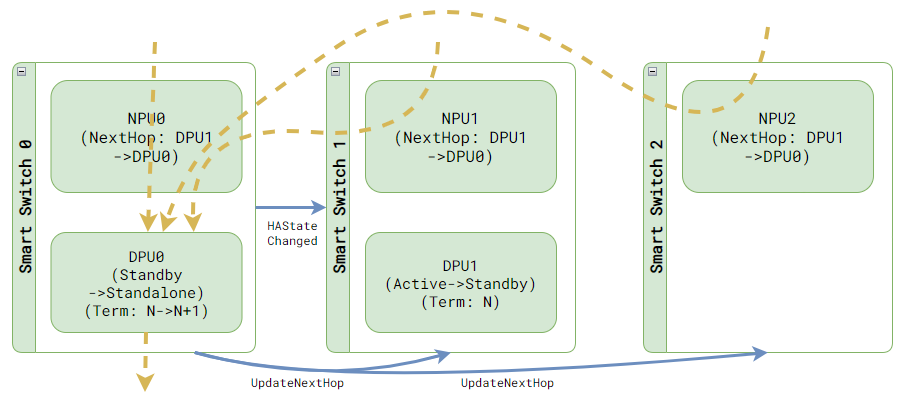 Smart Switch 0
NPU0
(NextHop: DPU1
->DPU0)
DPU0
(Standby
->Standalone)
(Term: N->N+1)
HAState
Changed
Smart Switch 1
NPU1
(NextHop: DPU1
->DPU0)
DPU1
(Active->Standby)
(Term: N)
Smart Switch 2
NPU2
(NextHop: DPU1
->DPU0)
UpdateNextHop
UpdateNextHop